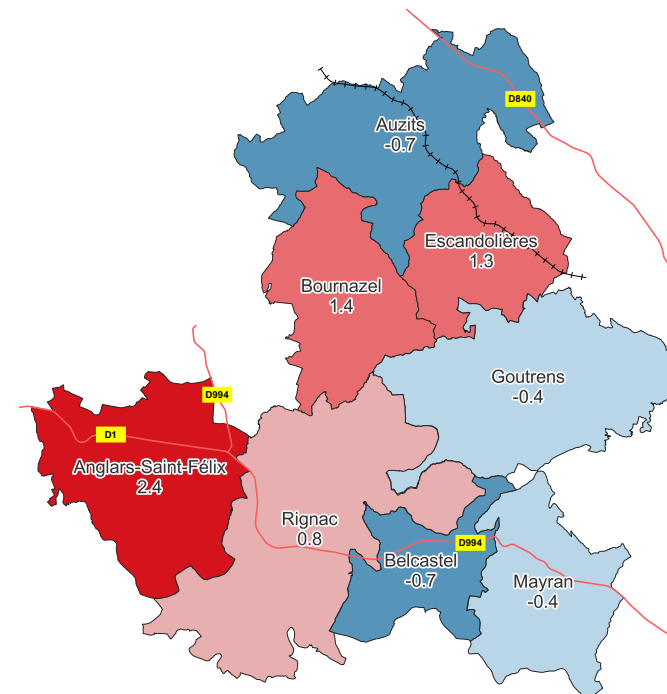 D840
Auzits
-0.7
Escandolières
1.3
Bournazel
1.4
Goutrens
-0.4
D994
D1
Anglars-Saint-Félix
2.4
Rignac
0.8
D994
Belcastel
-0.7
Mayran
-0.4